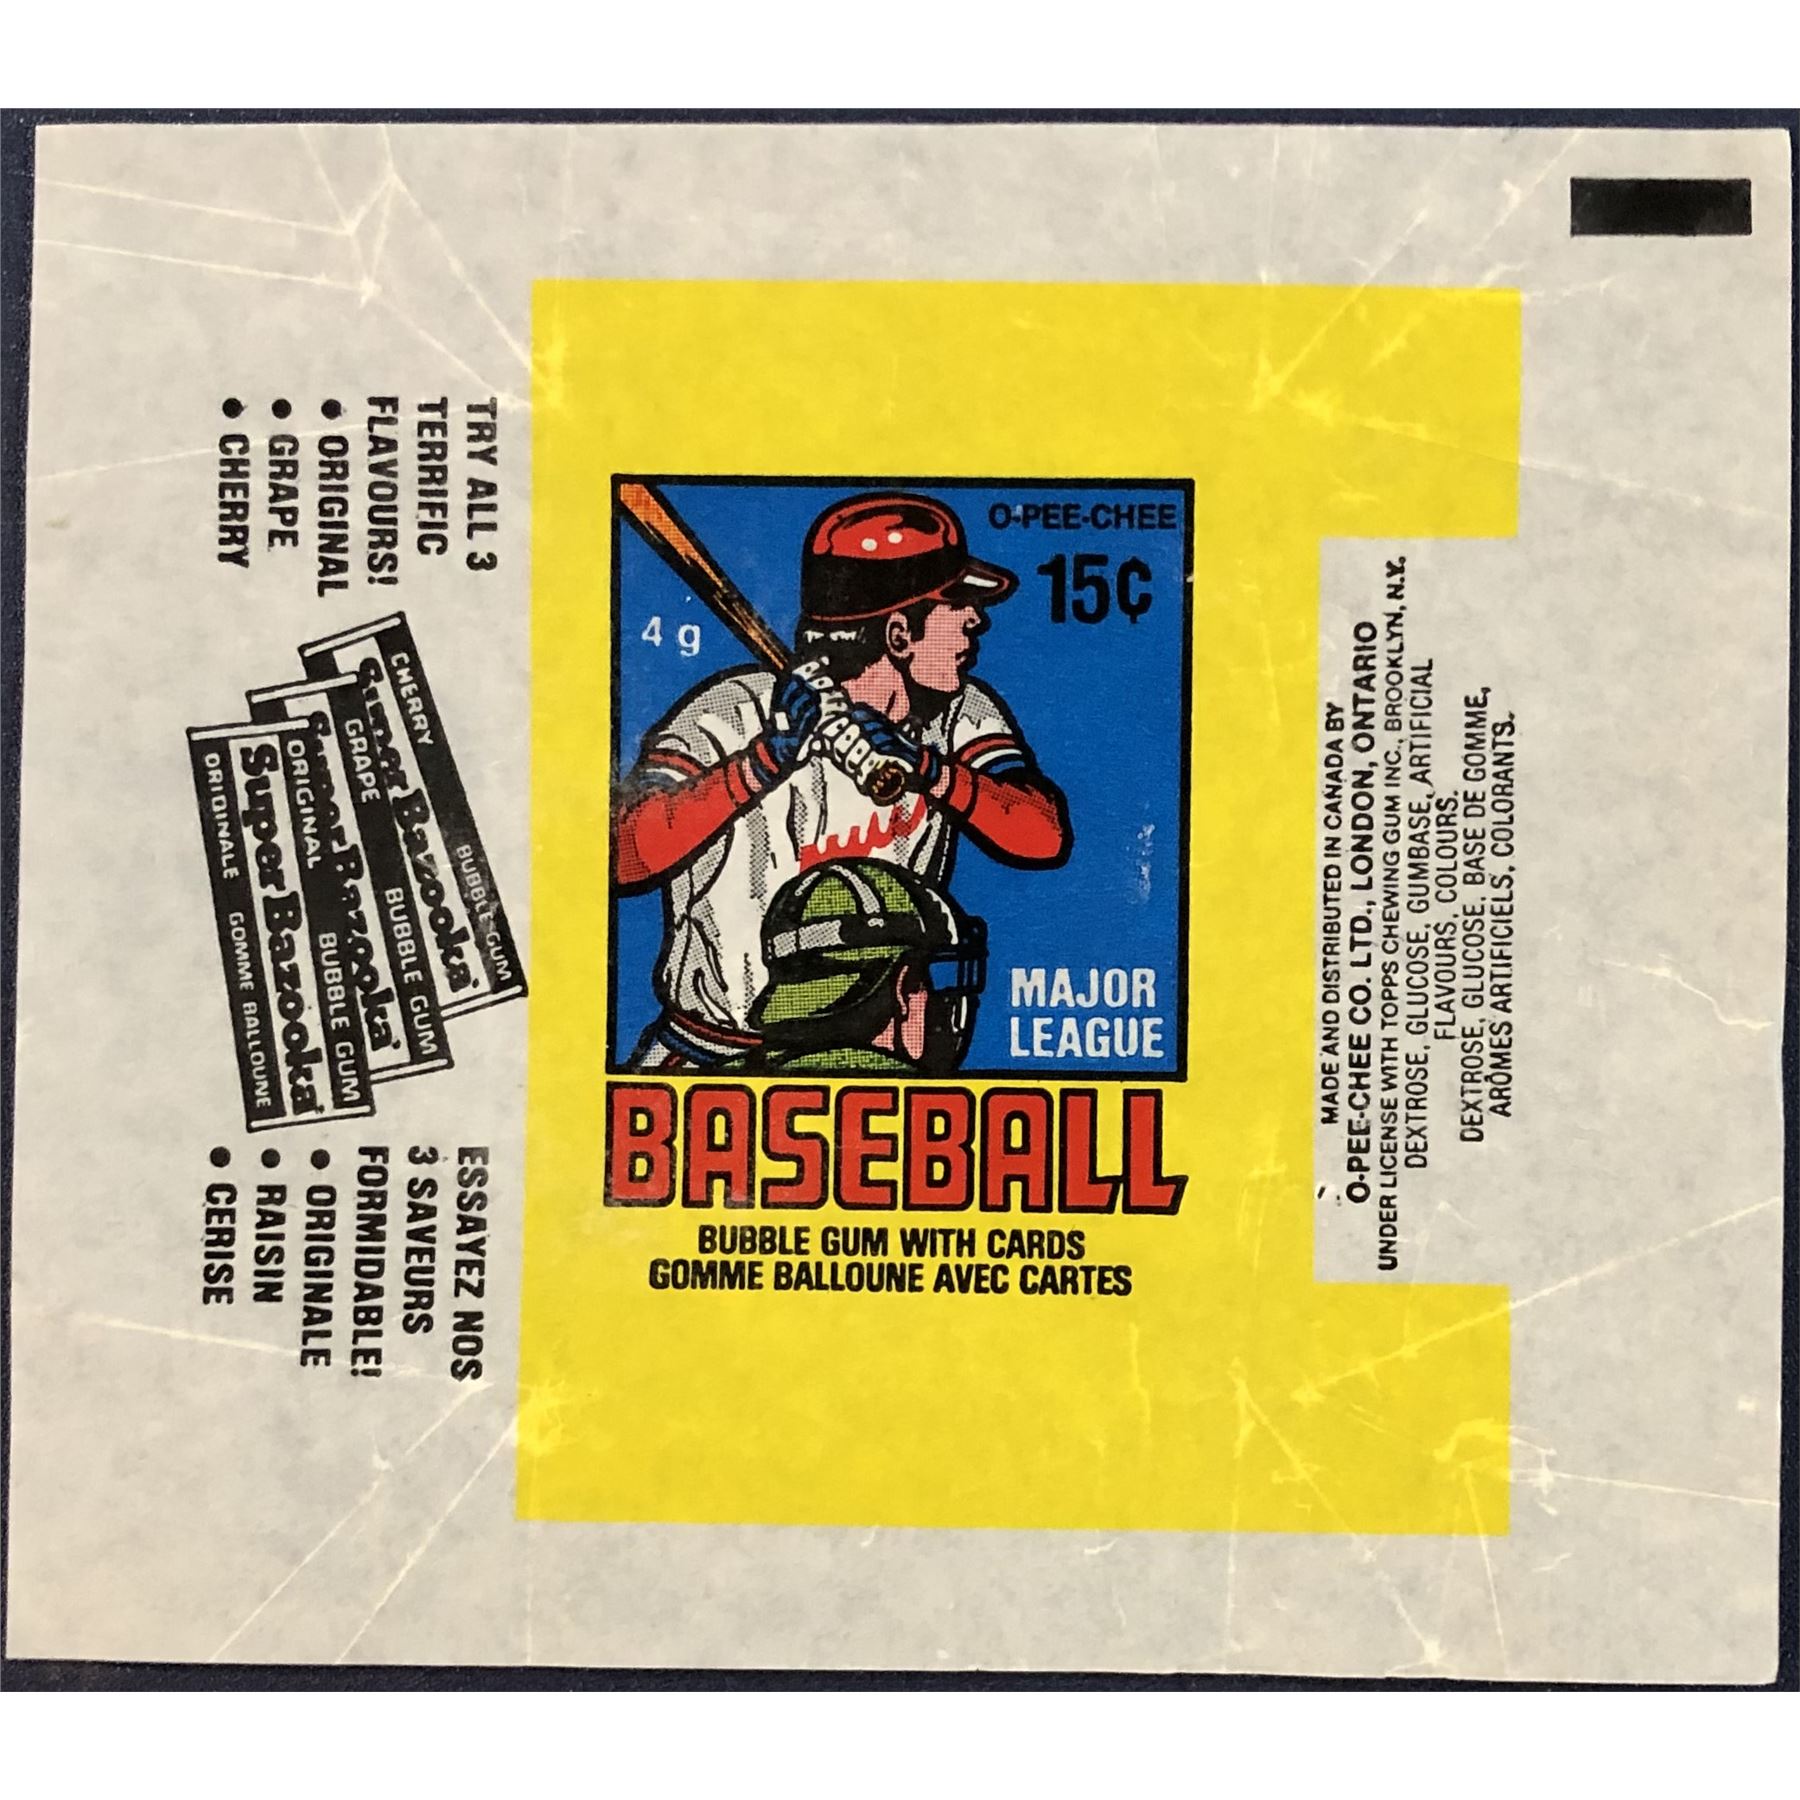 TRY ALL 3
TERRIFIC
FLAVOURS!
• ORIGINAL
• GRAPE
• CHERRY
CHERRY BUBBLE GUM
Super Bazooka
GRAPE BUBBLE GUM
Super Bazooka
ORIGINAL BUBBLE GUM
Super Bazooka
ORIGINALE GOMME BALLOUNE
ESSAYEZ NOS
3 SAVEURS
FORMIDABLE!
• ORIGINALE
• RAISIN
• CERISE
O-PEE-CHEE
15¢
4 g
MAJOR
LEAGUE
BASEBALL
BUBBLE GUM WITH CARDS
GOMME BALLOUNE AVEC CARTES
MADE AND DISTRIBUTED IN CANADA BY
O-PEE-CHEE CO. LTD., LONDON, ONTARIO
UNDER LICENSE WITH TOPPS CHEWING GUM INC., BROOKLYN, N.Y.
DEXTROSE, GLUCOSE, GUMBASE, ARTIFICIAL
FLAVOURS, COLOURS.
DEXTROSE, GLUCOSE, BASE DE GOMME,
ARÔMES ARTIFICIELS, COLORANTS.